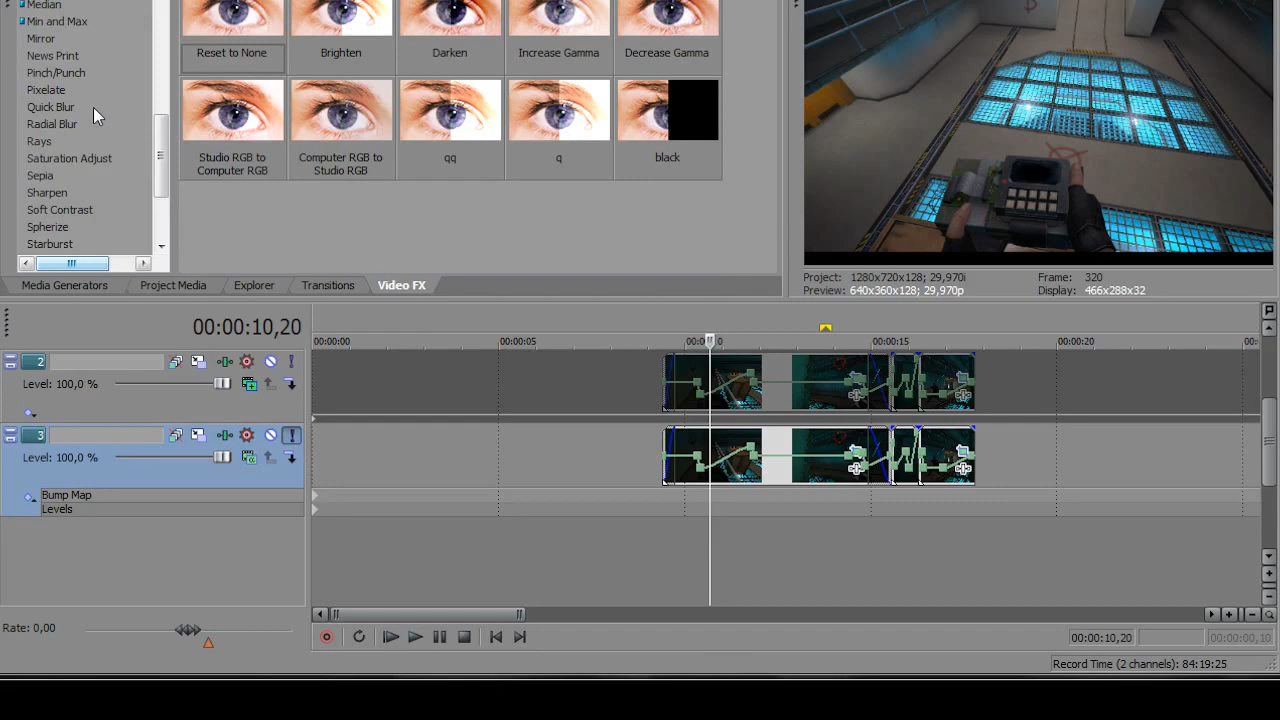 Median
Min and Max
Mirror
News Print
Pinch/Punch
Pixelate
Quick Blur
Radial Blur
Rays
Saturation Adjust
Sepia
Sharpen
Soft Contrast
Spherize
Starburst
Reset to None
Brighten
Darken
Increase Gamma
Decrease Gamma
Studio RGB to
Computer RGB
Computer RGB to
Studio RGB
qq
q
black
Media Generators
Project Media
Explorer
Transitions
Video FX
Project: 1280x720x128; 29,970i
Preview: 640x360x128; 29,970p
Frame: 320
Display: 466x288x32
00:00:10,20
00:00:00
00:00:05
00:00:15
00:00:20
2
Level: 100,0 %
3
Level: 100,0 %
Bump Map
Levels
Rate: 0,00
00:00:10,20
00:00:00,10
Record Time (2 channels): 84:19:25